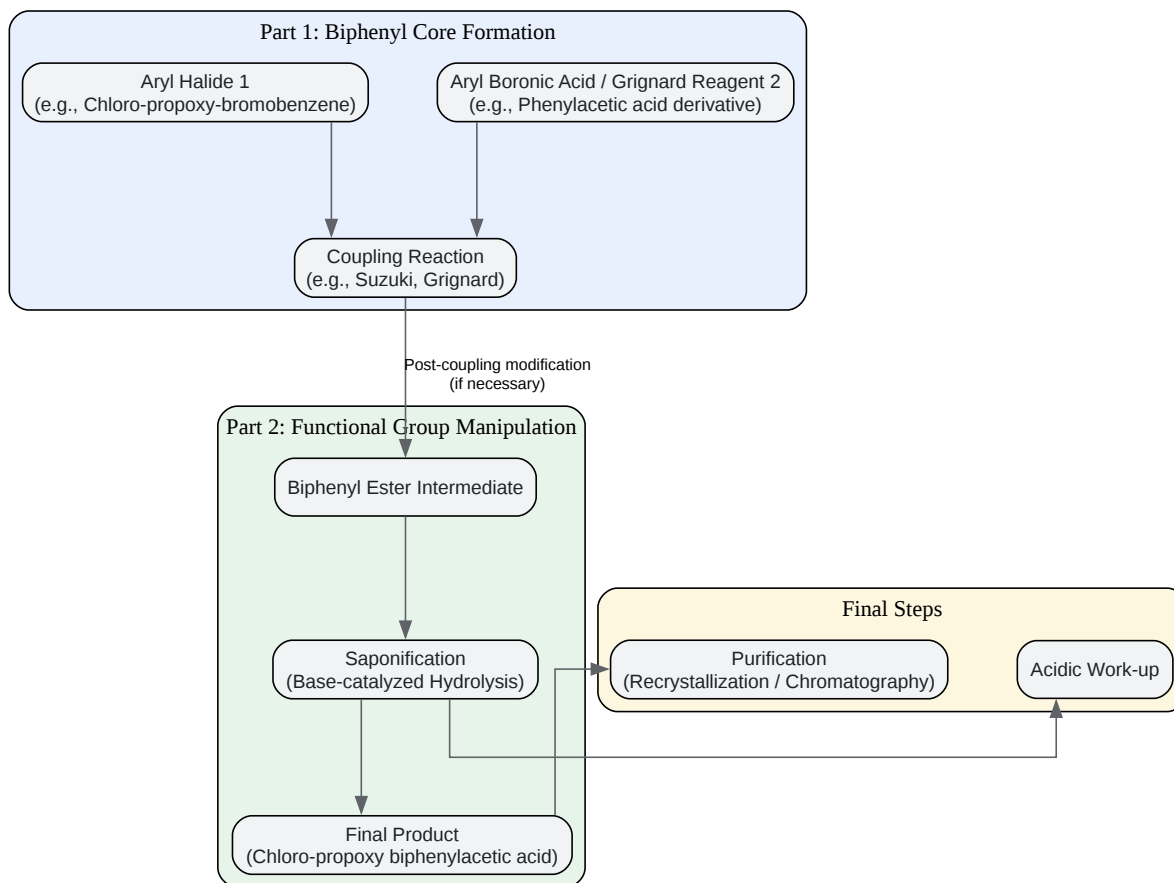 Part 1: Biphenyl Core Formation
Aryl Halide 1
(e.g., Chloro-propoxy-bromobenzene)
Aryl Boronic Acid / Grignard Reagent 2
(e.g., Phenylacetic acid derivative)
Coupling Reaction
(e.g., Suzuki, Grignard)
Post-coupling modification
(if necessary)
Part 2: Functional Group Manipulation
Biphenyl Ester Intermediate
Saponification
(Base-catalyzed Hydrolysis)
Final Product
(Chloro-propoxy biphenylacetic acid)
Final Steps
Purification
(Recrystallization / Chromatography)
Acidic Work-up